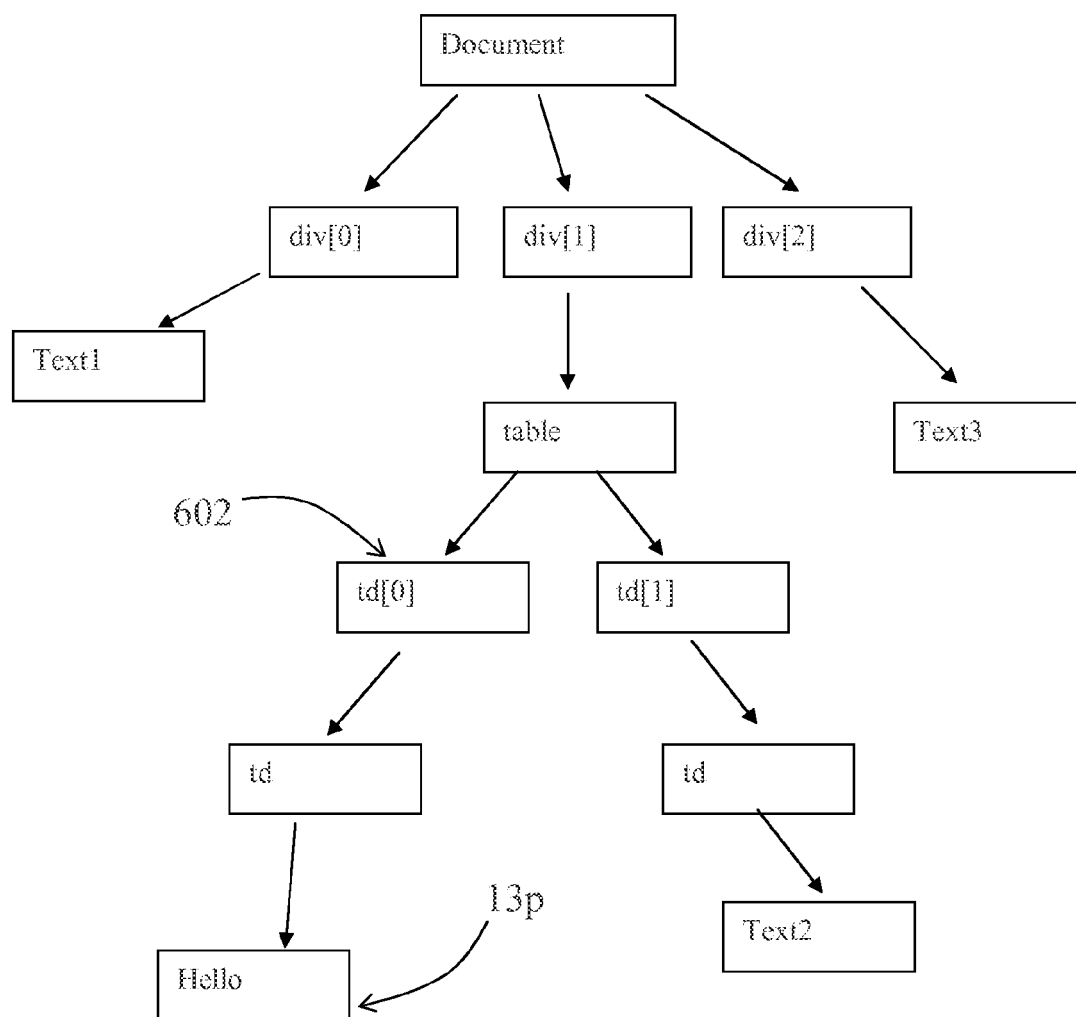 Document
div[0]
div[1]
div[2]
Text1
table
Text3
602
td[0]
td[1]
td
td
13p
Text2
Hello